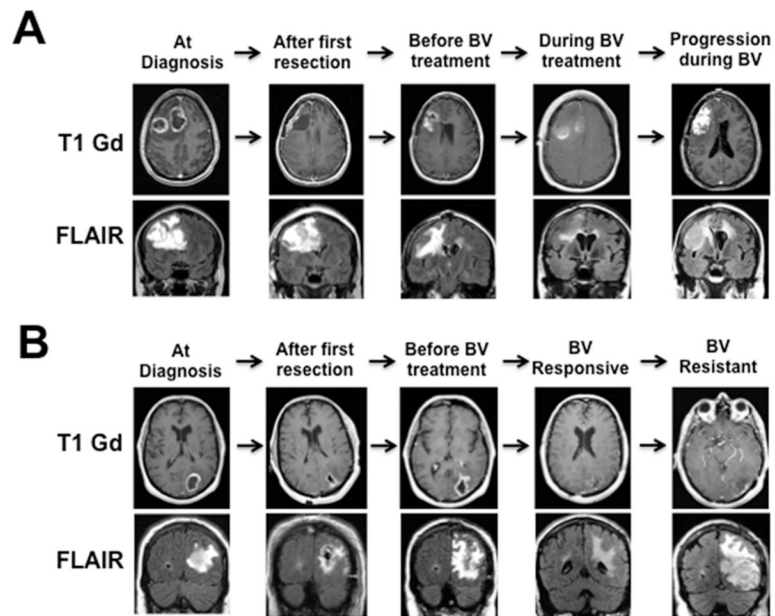 A
At Diagnosis → After first resection → Before BV treatment → During BV treatment → Progression during BV
T1 Gd
FLAIR
B
At Diagnosis → After first resection → Before BV treatment → BV Responsive → BV Resistant
T1 Gd
FLAIR